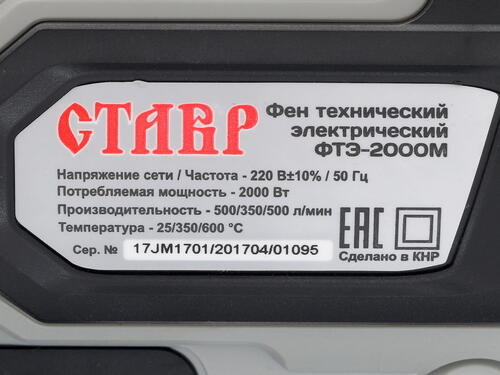 СТАВР
Фен технический
электрический
ФТЭ-2000М
Напряжение сети / Частота - 220 В±10% / 50 Гц
Потребляемая мощность - 2000 Вт
Производительность - 500/350/500 л/мин
Температура - 25/350/600 °C
Сер. № 17JM1701/201704/01095
ЕАС
Сделано в КНР